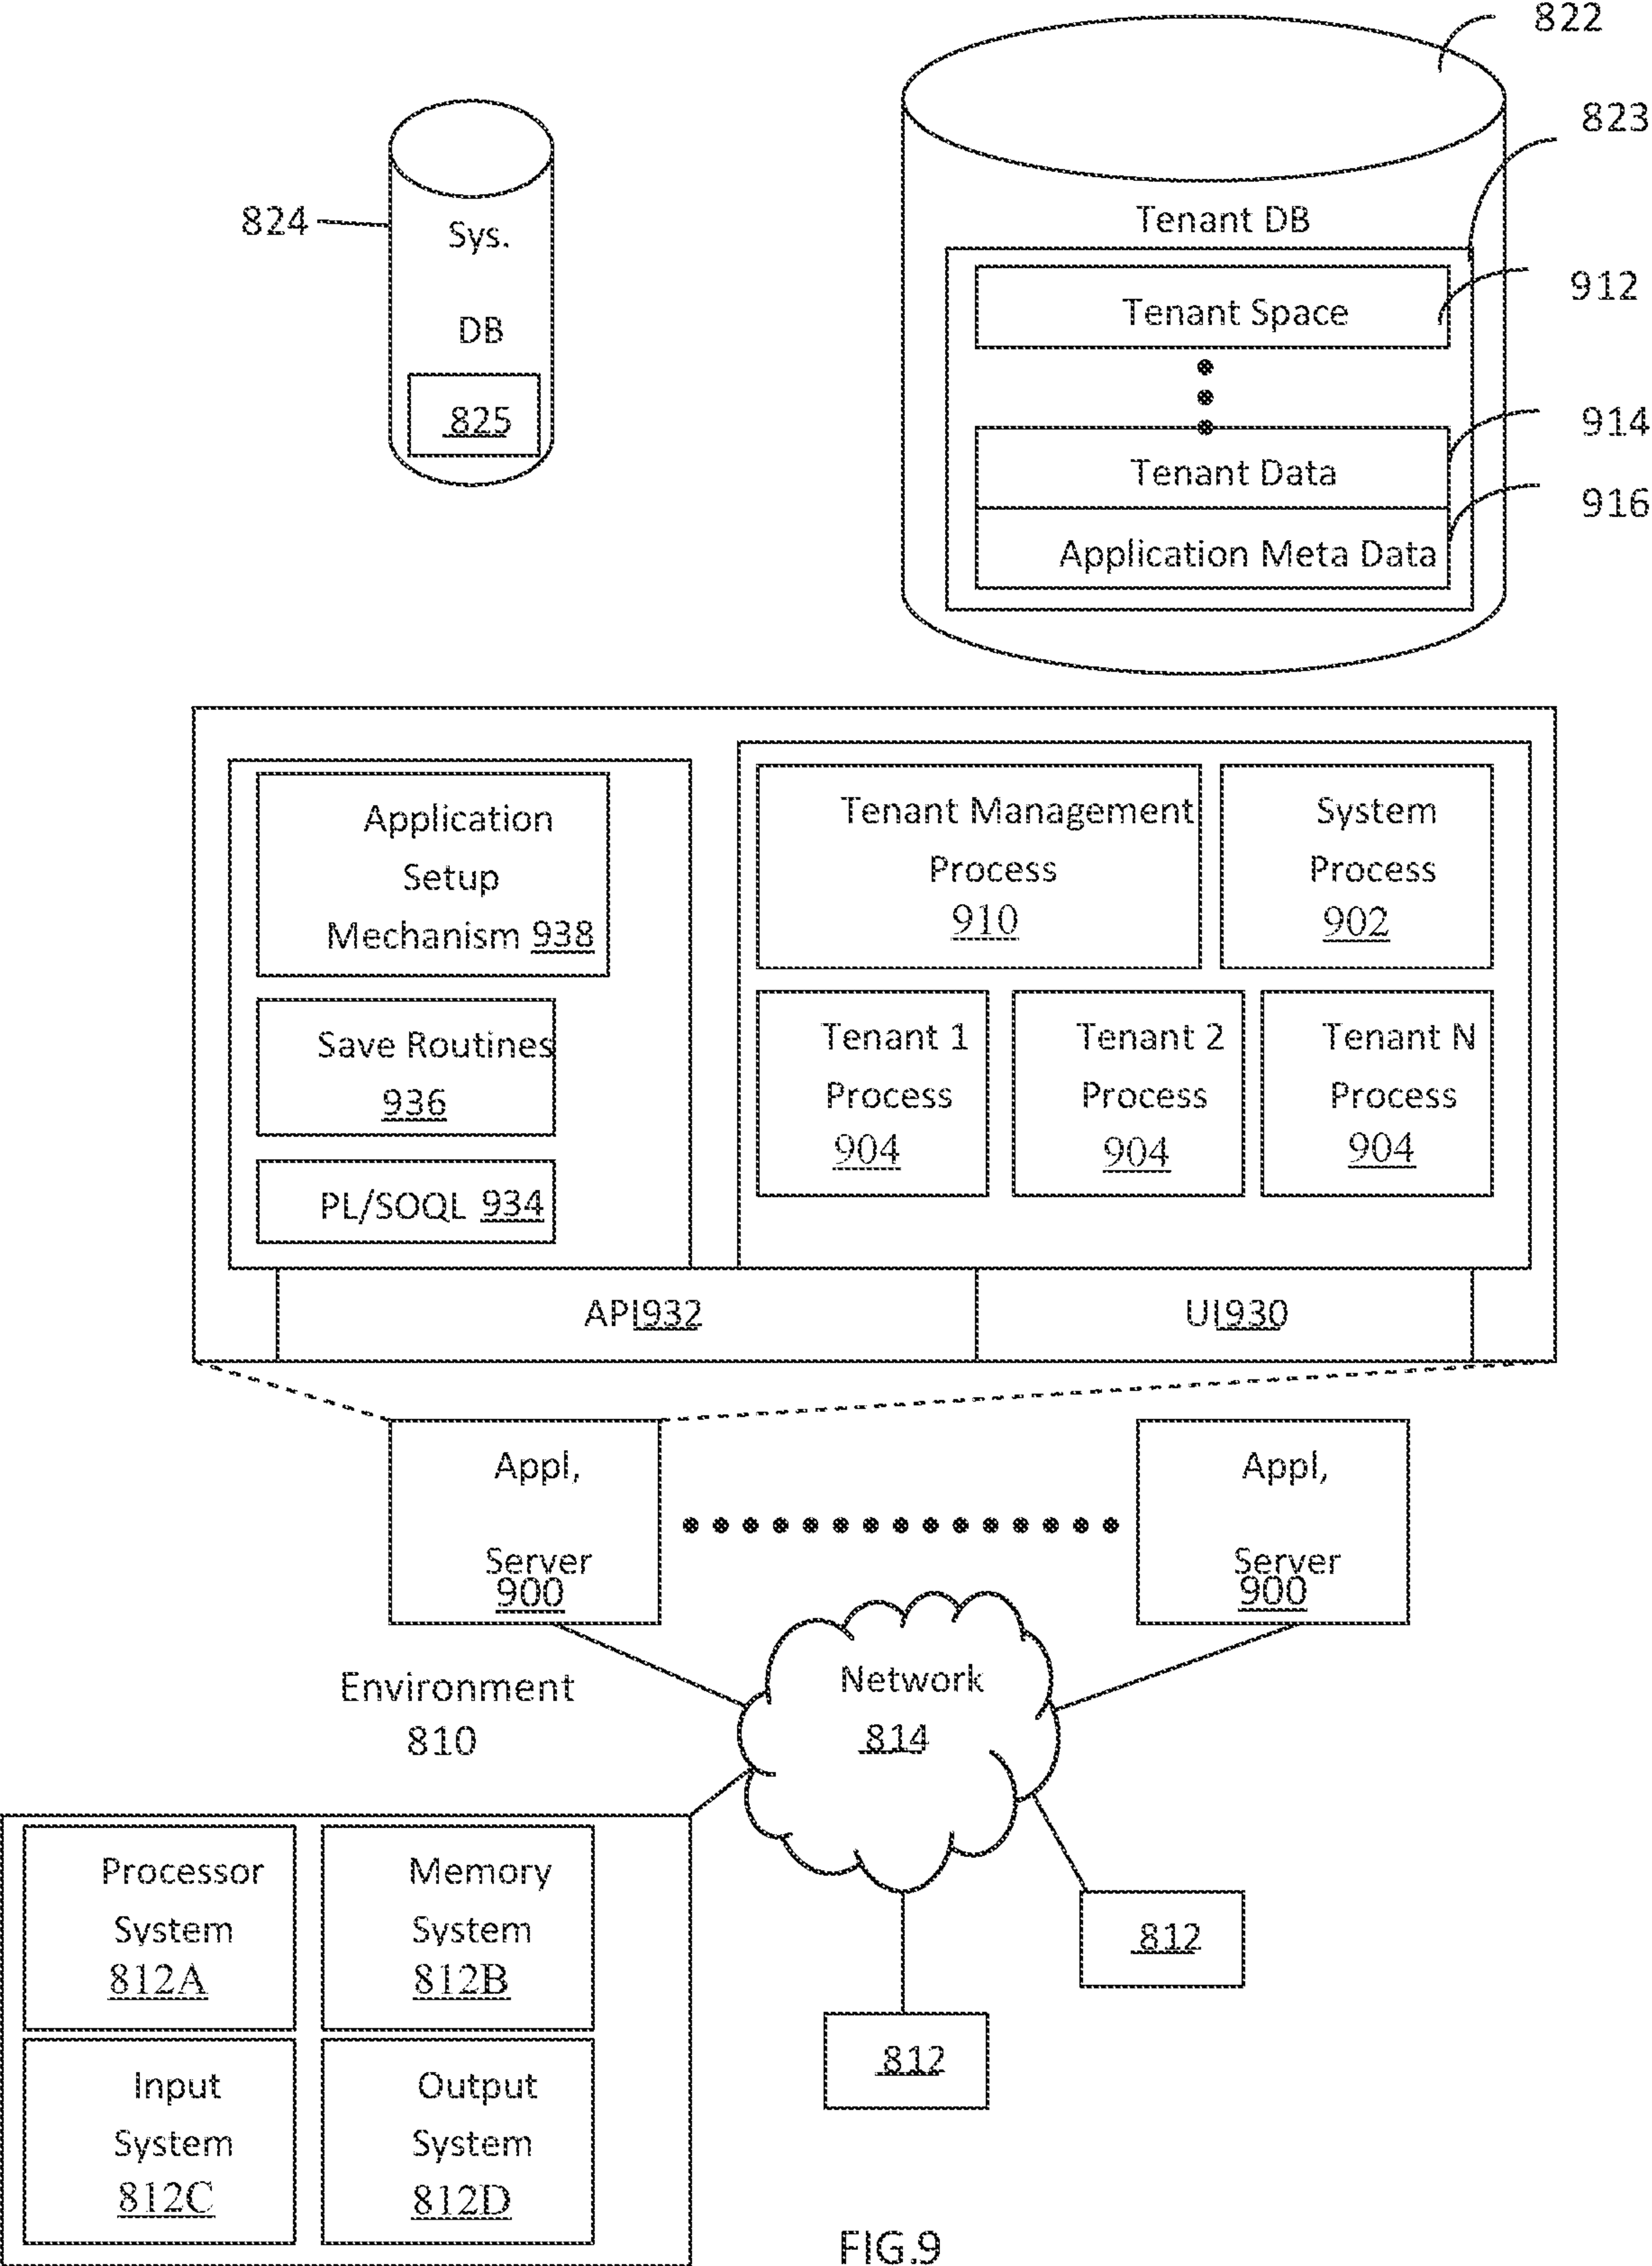 822
823
824
Sys.
DB
825
Tenant DB
Tenant Space
912
914
Tenant Data
916
Application Meta Data
Application
Setup
Mechanism 938
Save Routines
936
PL/SOQL 934
Tenant Management
Process
910
System
Process
902
Tenant 1
Process
904
Tenant 2
Process
904
Tenant N
Process
904
API932
UI930
Appl,
Server
900
Appl,
Server
900
Environment
810
Network
814
Processor
System
812A
Memory
System
812B
Input
System
812C
Output
System
812D
812
812
FIG.9